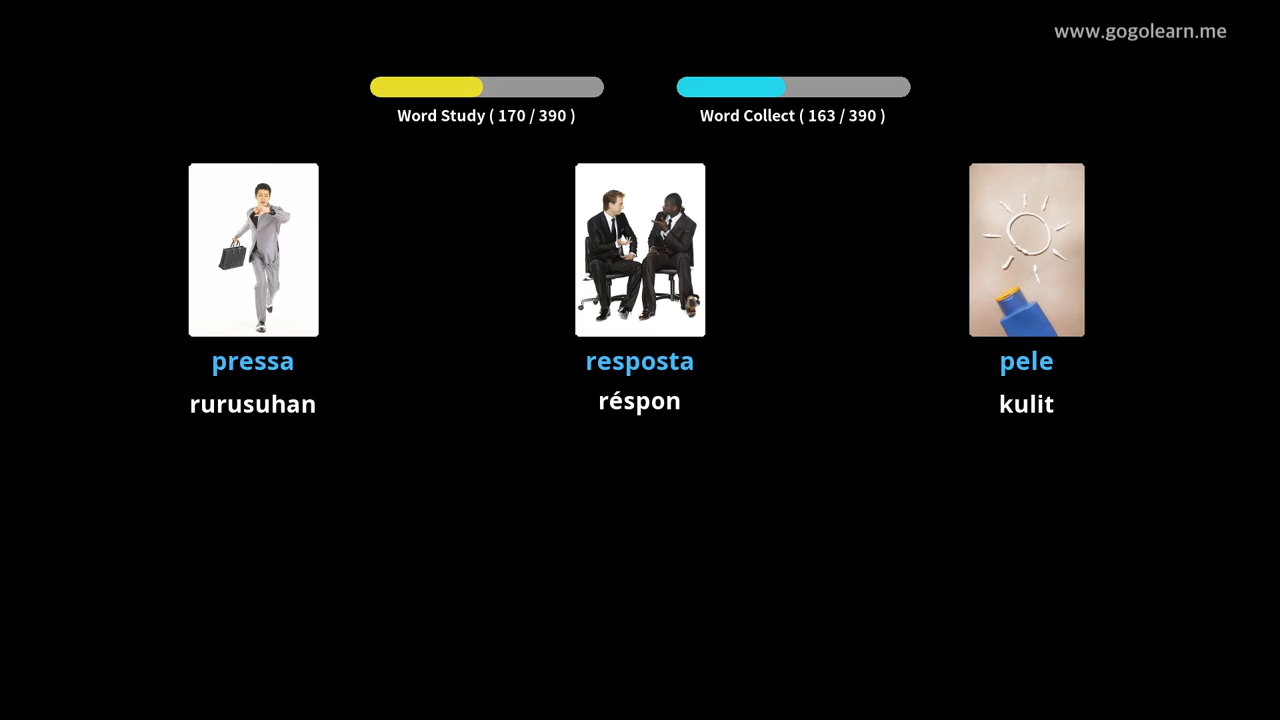 www.gogolearn.me
Word Study ( 170 / 390 )
Word Collect ( 163 / 390 )
pressa
resposta
pele
rurusuhan
réspon
kulit